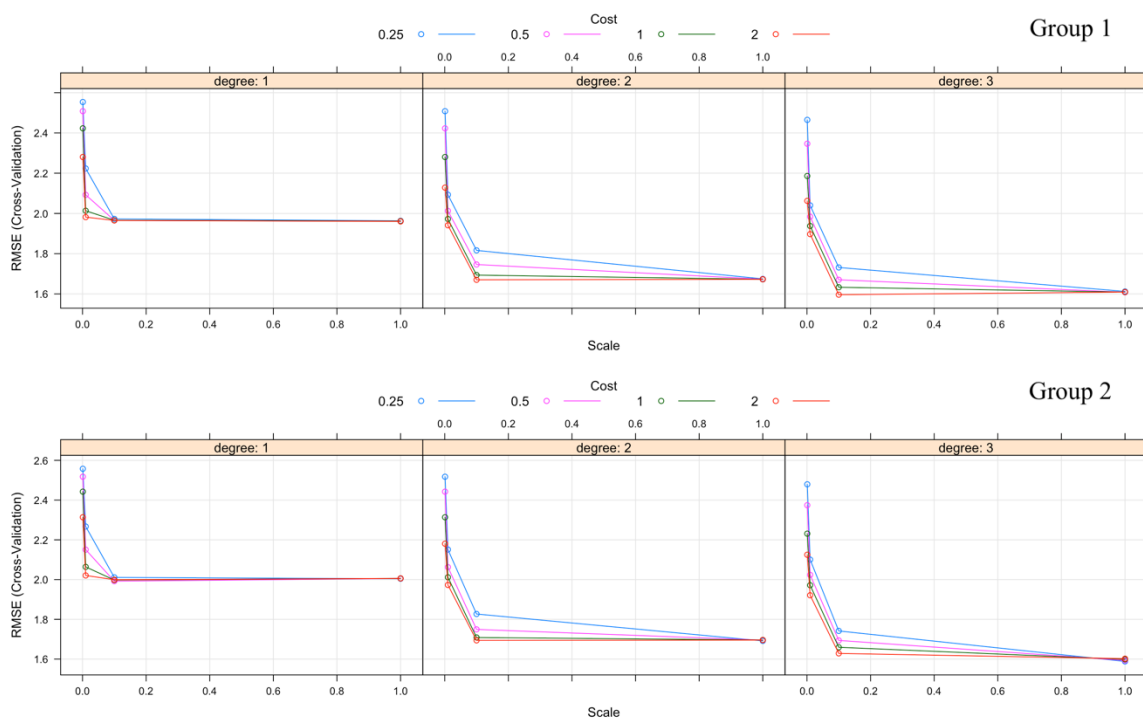 Cost
Group 1
0.25 0.5 1 2
0.0 0.2 0.4 0.6 0.8 1.0
degree: 1 degree: 2 degree: 3
RMSE (Cross-Validation)
2.4
2.2
2.0
1.8
1.6
0.0 0.2 0.4 0.6 0.8 1.0 0.0 0.2 0.4 0.6 0.8 1.0
Scale
Cost
Group 2
0.25 0.5 1 2
0.0 0.2 0.4 0.6 0.8 1.0
degree: 1 degree: 2 degree: 3
RMSE (Cross-Validation)
2.6
2.4
2.2
2.0
1.8
1.6
0.0 0.2 0.4 0.6 0.8 1.0 0.0 0.2 0.4 0.6 0.8 1.0
Scale